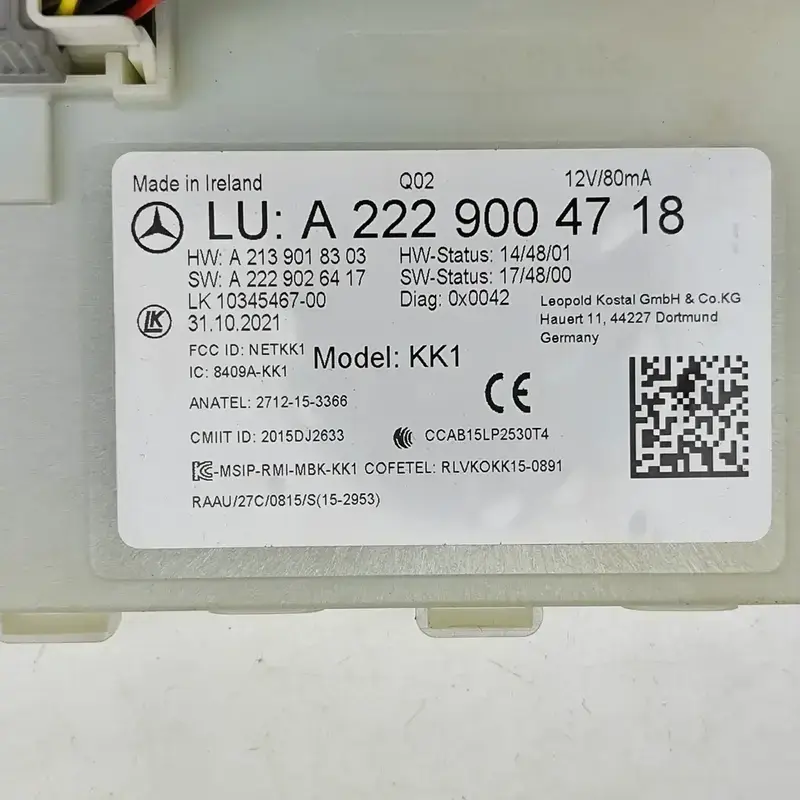 Made in Ireland Q02 12V/80mA
LU: A 222 900 47 18
HW: A 213 901 83 03 HW-Status: 14/48/01
SW: A 222 902 64 17 SW-Status: 17/48/00
LK 10345467-00 Diag: 0x0042 Leopold Kostal GmbH & Co.KG
LK 31.10.2021 Hauert 11, 44227 Dortmund
Germany
FCC ID: NETKK1 Model: KK1
IC: 8409A-KK1
CE
ANATEL: 2712-15-3366
CMIIT ID: 2015DJ2633 CCAB15LP2530T4
KC-MSIP-RMI-MBK-KK1 COFETEL: RLVKOKK15-0891
RAAU/27C/0815/S(15-2953)